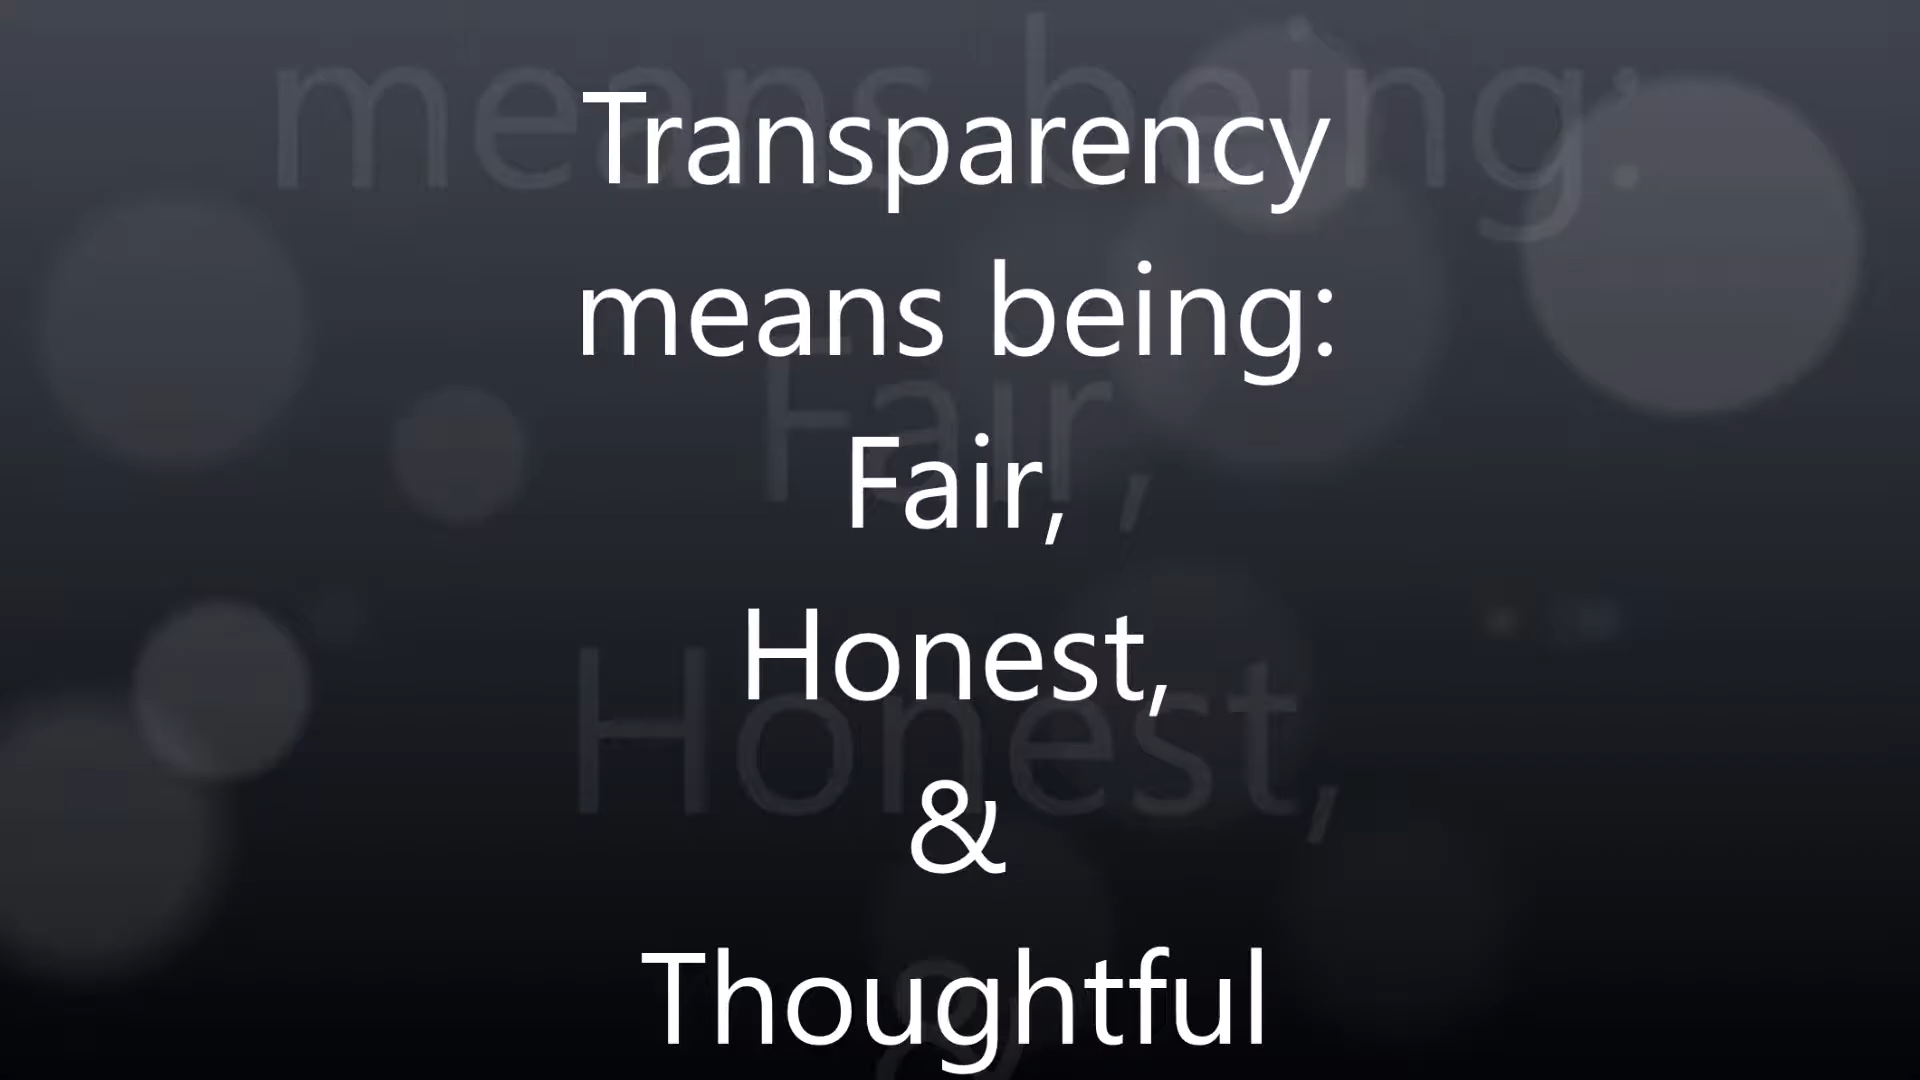 Transparency
means being:
Fair,
Honest,
&
Thoughtful